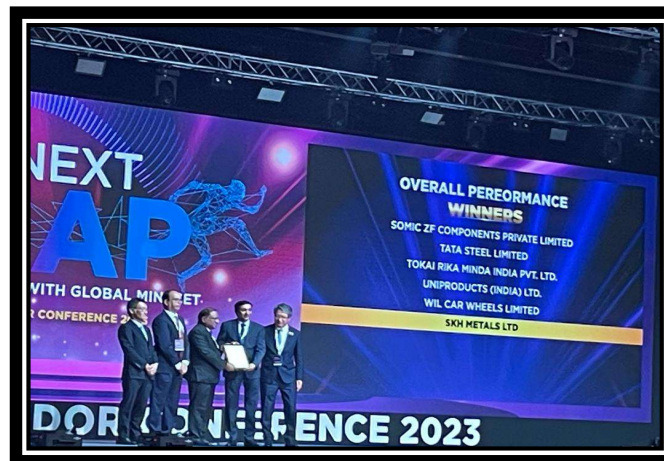 NEXT
AP
WITH GLOBAL MINDSET
R CONFERENCE 2
OVERALL PERFORMANCE
WINNERS
SOMIC ZF COMPONENTS PRIVATE LIMITED
TATA STEEL LIMITED
TOKAI RIKA MINDA INDIA PVT. LTD.
UNIPRODUCTS (INDIA) LTD.
WIL CAR WHEELS LIMITED
SKH METALS LTD
DOR CONFERENCE 2023